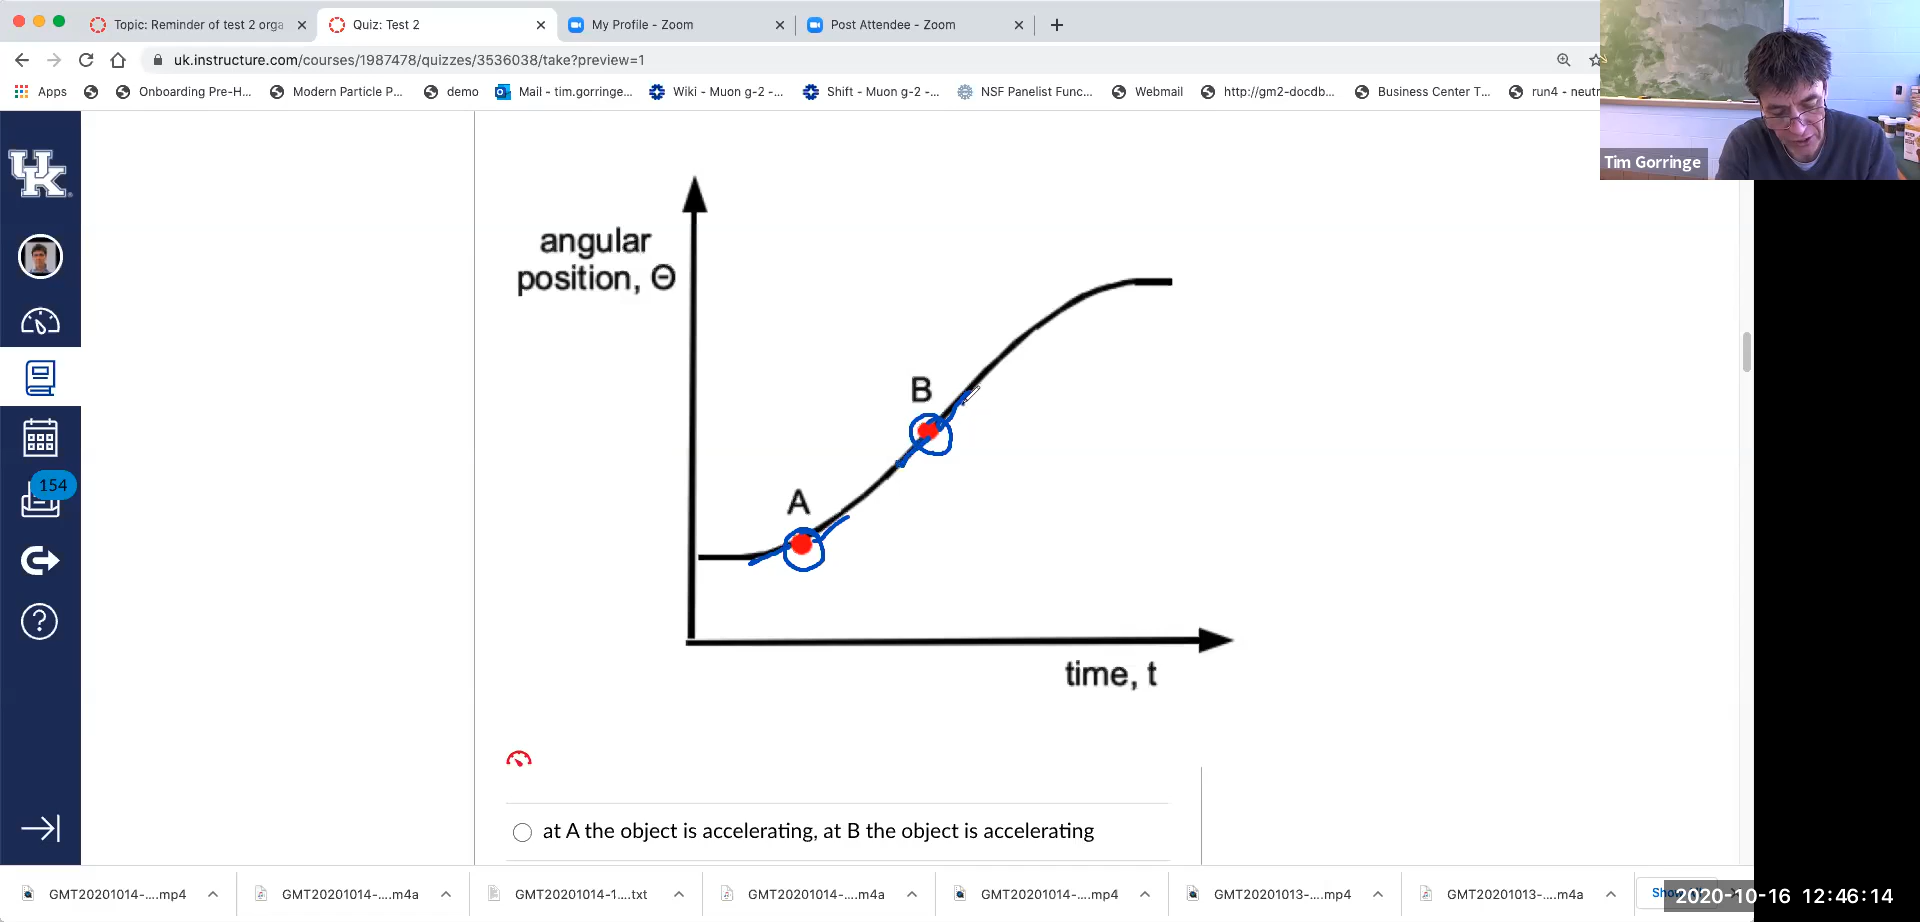 Topic: Reminder of test 2 orga
Quiz: Test 2
My Profile - Zoom
Post Attendee - Zoom
uk.instructure.com/courses/1987478/quizzes/3536038/take?preview=1
Apps
Onboarding Pre-H...
Modern Particle P...
demo
Mail - tim.gorringe...
Wiki - Muon g-2 -...
Shift - Muon g-2 -...
NSF Panelist Func...
Webmail
http://gm2-docdb...
Business Center T...
run4 - neutr
Tim Gorringe
UK
angular
position, Θ
B
A
154
time, t
at A the object is accelerating, at B the object is accelerating
GMT20201014-....mp4
GMT20201014-....m4a
GMT20201014-1....txt
GMT20201014-....m4a
GMT20201014-....mp4
GMT20201013-....mp4
GMT20201013-....m4a
2020-10-16 12:46:14